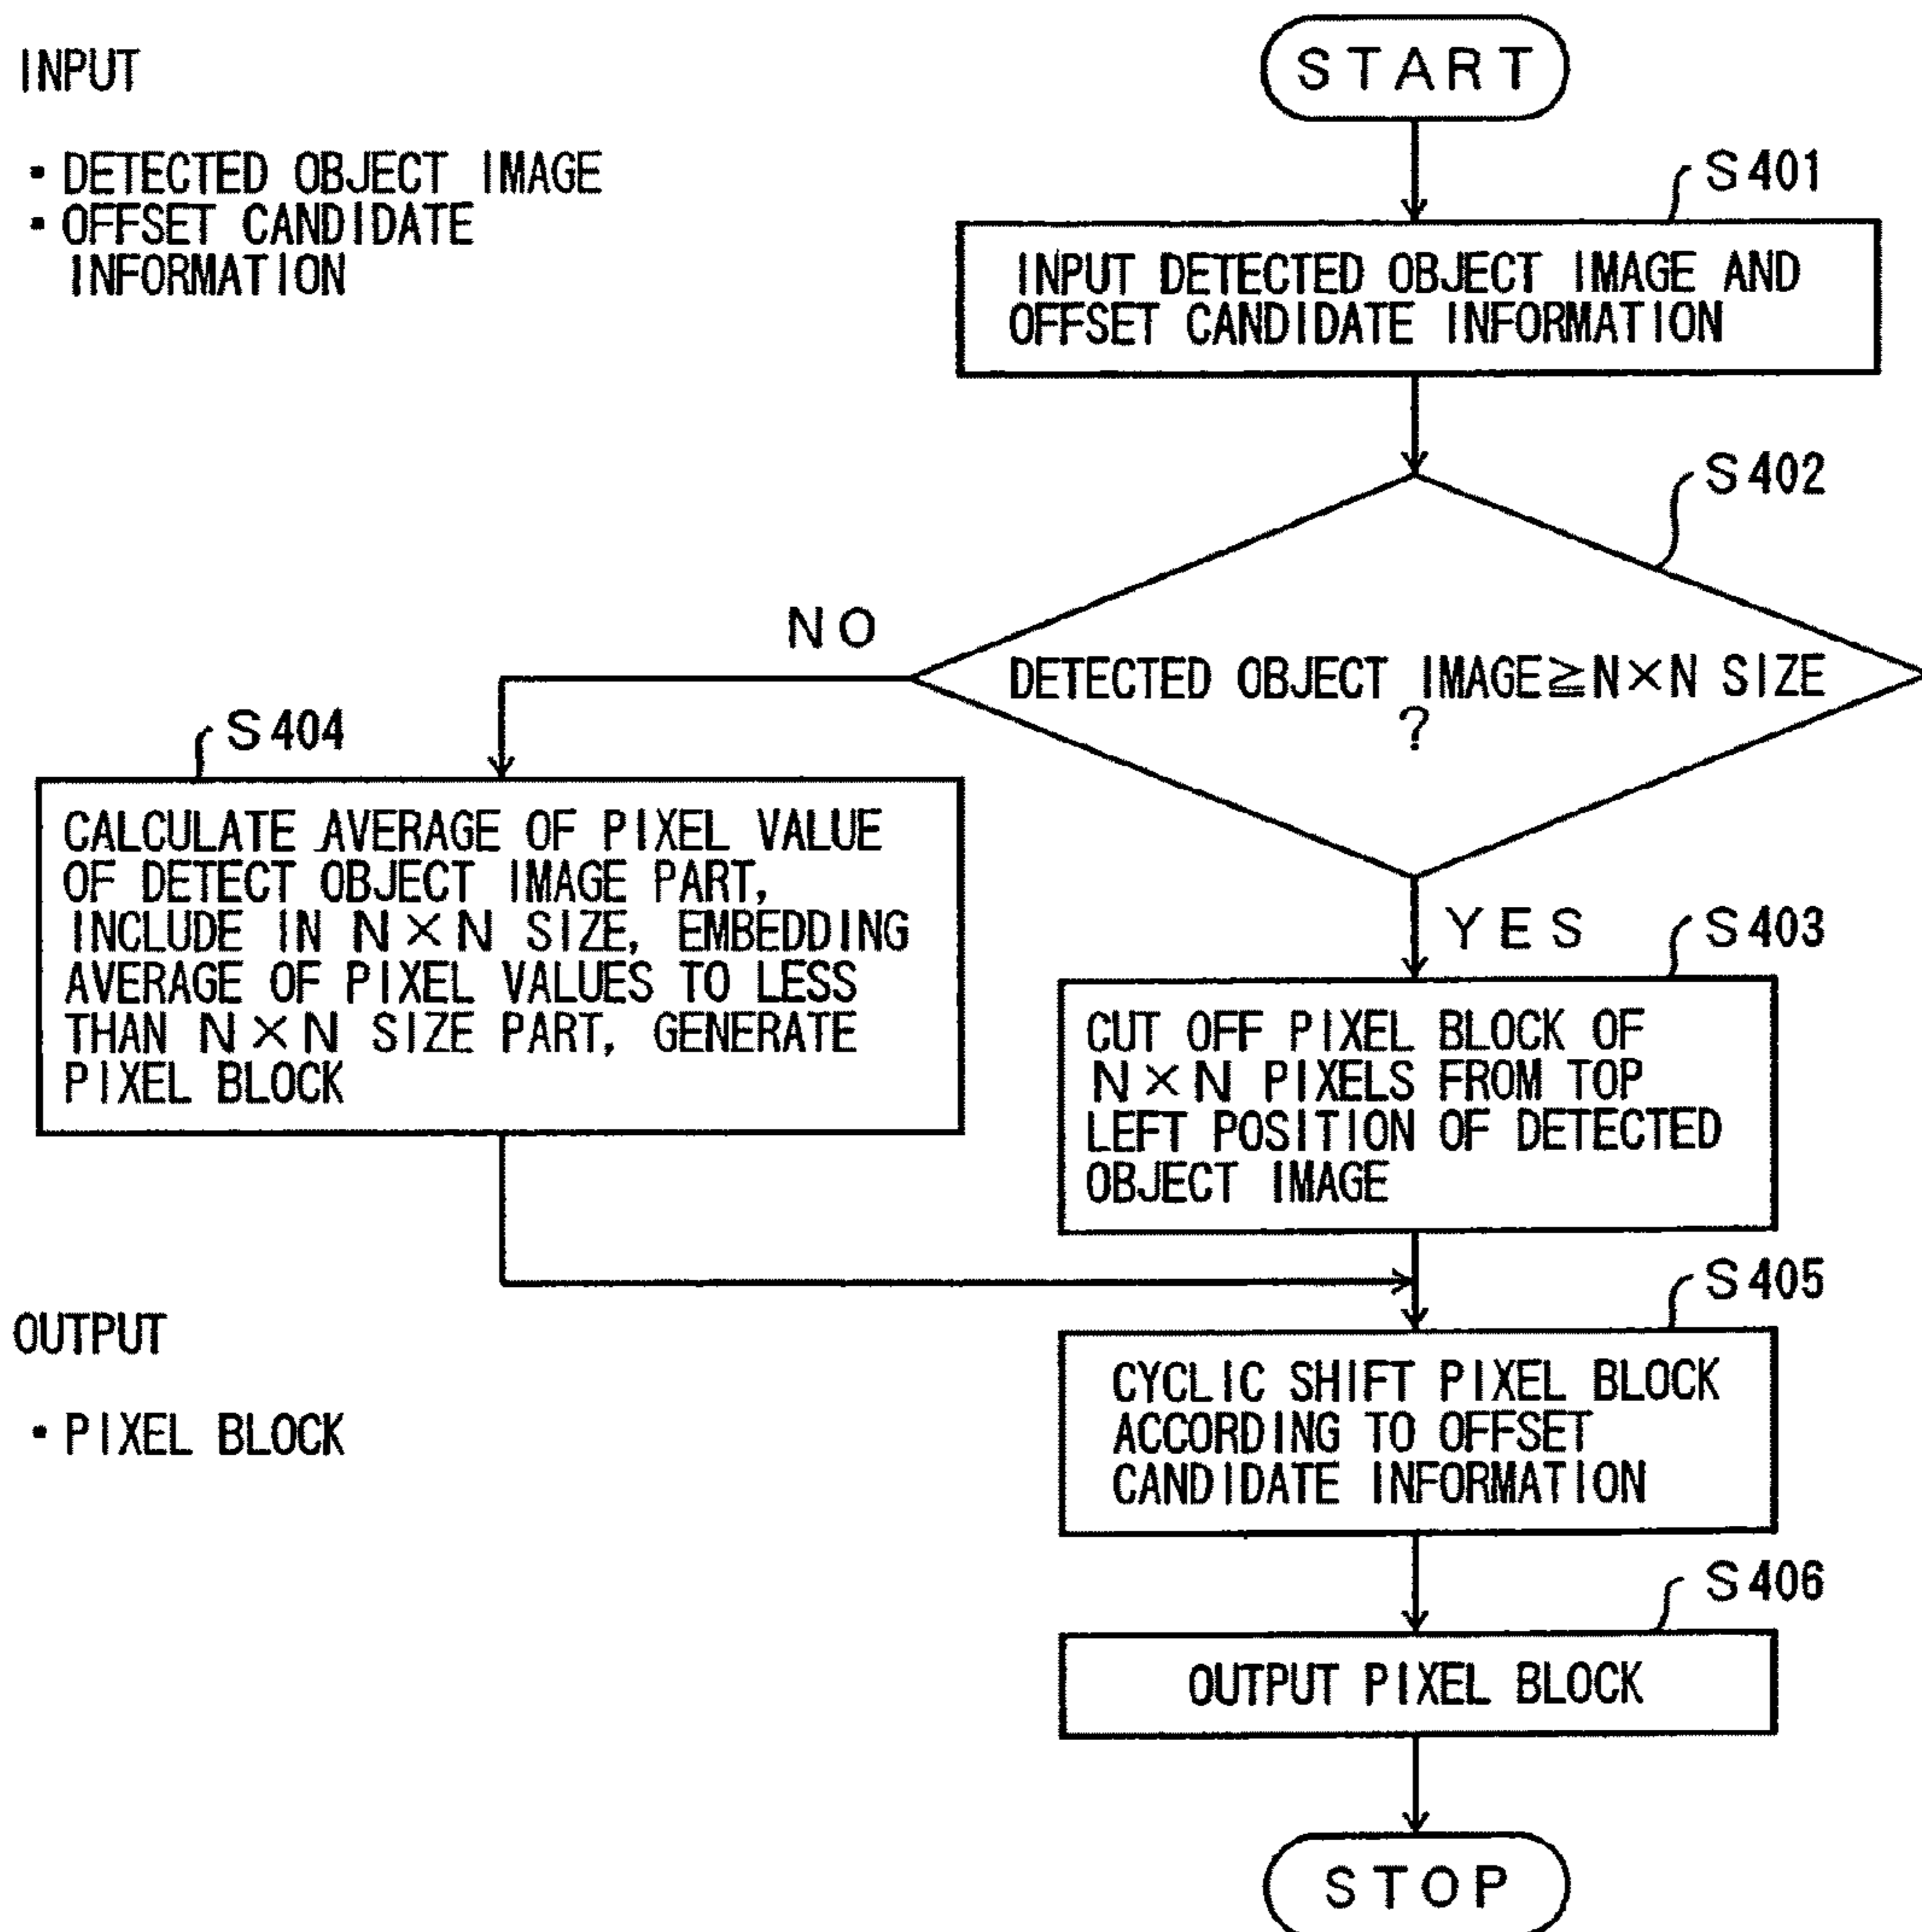 INPUT
・DETECTED OBJECT IMAGE
・OFFSET CANDIDATE
INFORMATION
START
S401
INPUT DETECTED OBJECT IMAGE AND
OFFSET CANDIDATE INFORMATION
S402
NO
DETECTED OBJECT IMAGE≧N×N SIZE
?
S404
CALCULATE AVERAGE OF PIXEL VALUE
OF DETECT OBJECT IMAGE PART,
INCLUDE IN N×N SIZE, EMBEDDING
AVERAGE OF PIXEL VALUES TO LESS
THAN N×N SIZE PART, GENERATE
PIXEL BLOCK
YES
S403
CUT OFF PIXEL BLOCK OF
N×N PIXELS FROM TOP
LEFT POSITION OF DETECTED
OBJECT IMAGE
S405
CYCLIC SHIFT PIXEL BLOCK
ACCORDING TO OFFSET
CANDIDATE INFORMATION
OUTPUT
・PIXEL BLOCK
S406
OUTPUT PIXEL BLOCK
STOP